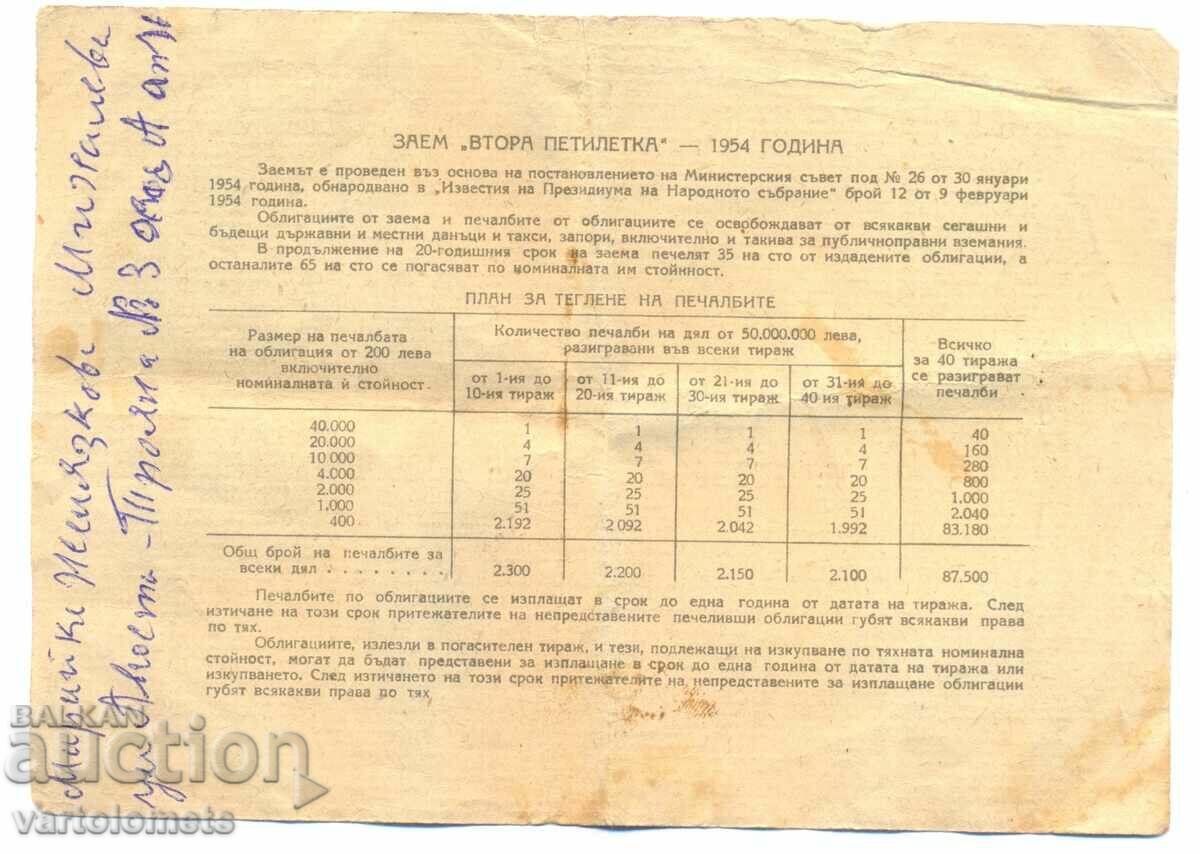 ЗАЕМ „ВТОРА ПЕТИЛЕТКА“ — 1954 ГОДИНА
Заемът е проведен въз основа на постановлението на Министерския съвет под № 26 от 30 януари
1954 година, обнародвано в „Известия на Президиума на Народното събрание“ брой 12 от 9 февруари
1954 година.
Облигациите от заема и печалбите от облигациите се освобождават от всякакви сегашни и
бъдещи държавни и местни данъци и такси, запори, включително и такива за публичноправни вземания.
В продължение на 20-годишния срок на заема печелят 35 на сто от издадените облигации, а
останалите 65 на сто се погасяват по номиналната им стойнност.
ПЛАН ЗА ТЕГЛЕНЕ НА ПЕЧАЛБИТЕ
Размер на печалбата
на облигация от 200 лева
включително
номиналната ѝ стойност.
Количество печалби на дял от 50.000.000 лева,
разигравани във всеки тираж
Всичко
за 40 тиража
се разиграват
печалби
от 1-ия до
10-ия тираж
от 11-ия до
20-ия тираж
от 21-ия до
30-ия тираж
от 31-ия до
40 ия тираж
40.000 1 1 1 1 40
20.000 4 4 4 4 160
10 000 7 7 7 7 280
4.000 20 20 20 20 800
2.000 25 25 25 25 1.000
1.000 51 51 51 51 2.040
400 2.192 2 092 2.042 1.992 83.180
Общ брой на печалбите за
всеки дял . . . . . . . . 2.300 2.200 2.150 2.100 87.500
Печалбите по облигациите се изплащат в срок до една година от датата на тиража. След
изтичане на този срок притежателите на непредставените печеливши облигации губят всякакви права
по тях.
Облигациите, излезли в погасителен тираж, и тези, подлежащи на изкупване по тяхната номинална
стойност, могат да бъдат представени за изплащане в срок до една година от датата на тиража или
изкупването. След изтичането на този срок притежателите на непредставените за изплащане облигации
губят всякакви права по тях
Марийка
ул. Троян № 3 А
BALKAN
auction
vartolomets